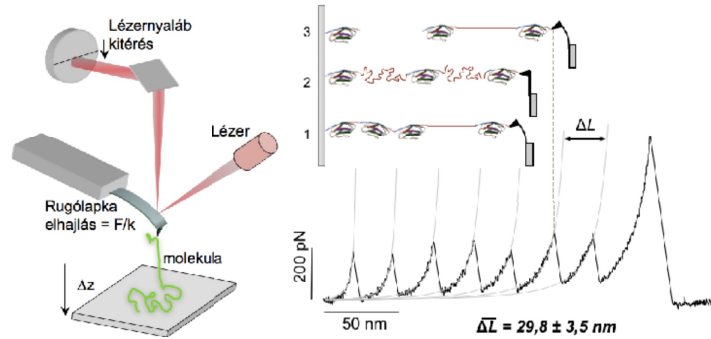 Lézernyaláb
kitérés
Lézer
Rugólapka
elhajlás = F/k
molekula
Δz
3
2
1
ΔL
200 pN
50 nm
ΔL = 29,8 ± 3,5 nm